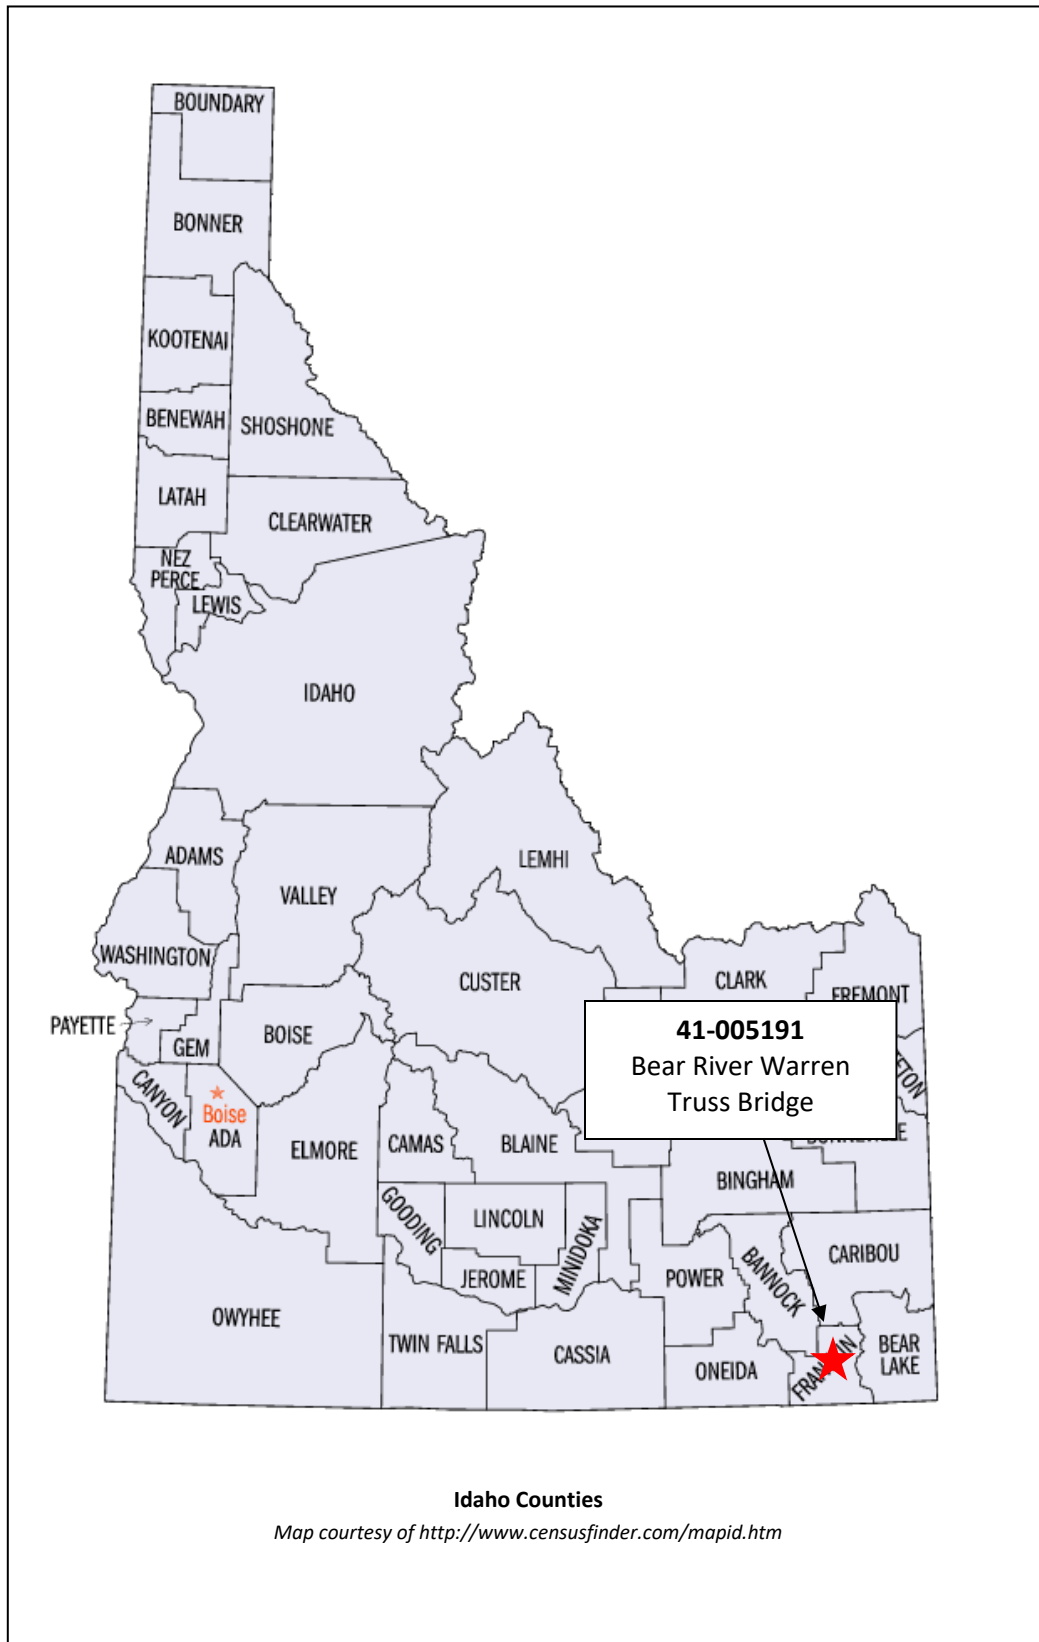 BOUNDARY
BONNER
KOOTENAI
BENEWAH
SHOSHONE
LATAH
CLEARWATER
NEZ
PERCE
LEWIS
IDAHO
ADAMS
LEMHI
VALLEY
WASHINGTON
CUSTER
CLARK
FREMONT
PAYETTE
GEM
BOISE
41-005191
Bear River Warren
Truss Bridge
CANYON
Boise
ADA
ELMORE
CAMAS
BLAINE
BINGHAM
GOODING
LINCOLN
MINIDOKA
JEROME
POWER
BANNOCK
CARIBOU
OWYHEE
TWIN FALLS
CASSIA
ONEIDA
BEAR
LAKE
Idaho Counties
Map courtesy of http://www.censusfinder.com/mapid.htm